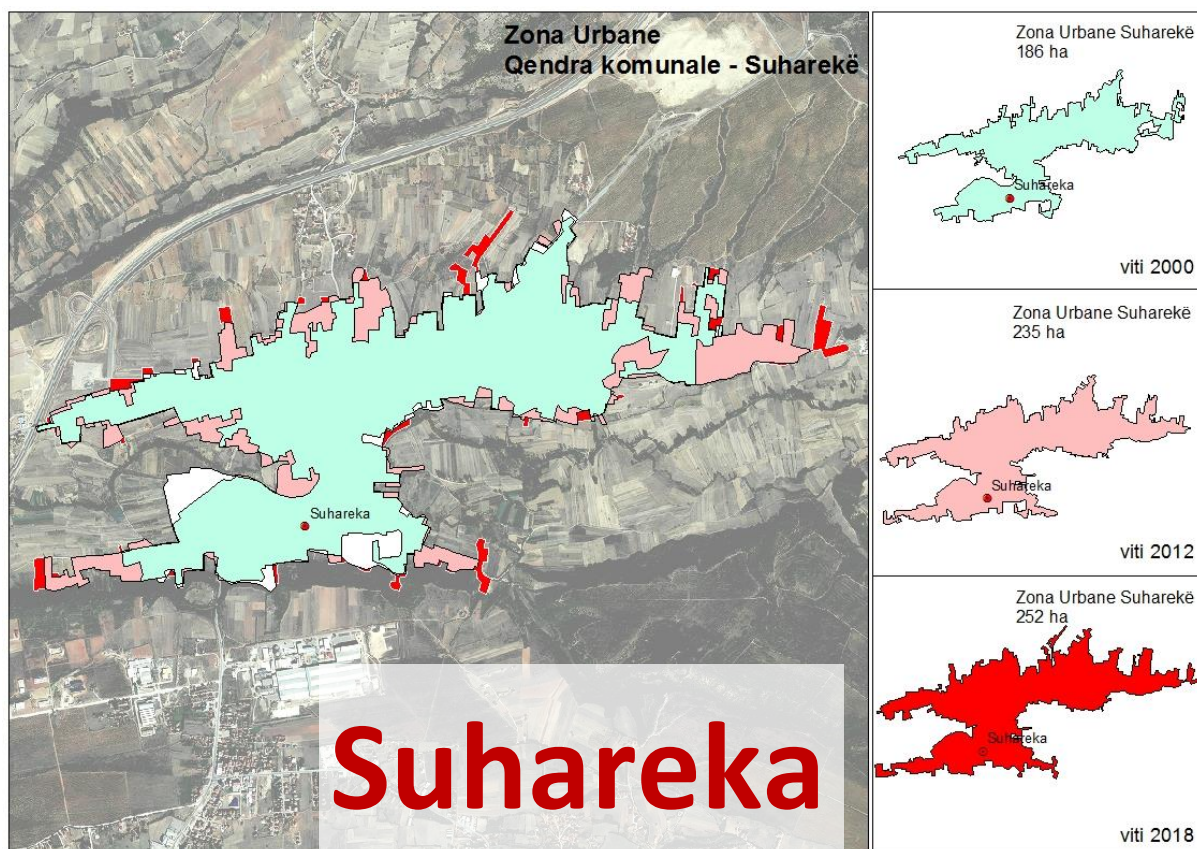 Zona Urbane
Qendra komunale - Suharekë
Suhareka
Suhareka
Zona Urbane Suharekë
186 ha
Suhareka
viti 2000
Zona Urbane Suharekë
235 ha
Suhareka
viti 2012
Zona Urbane Suharekë
252 ha
Suhareka
viti 2018